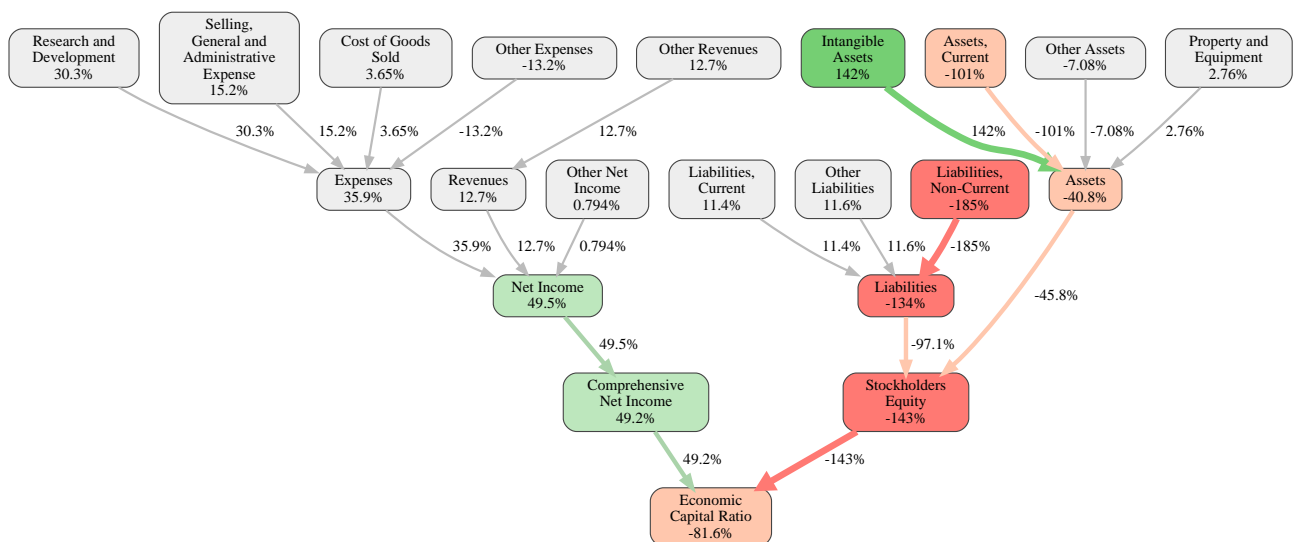 Research and
Development
30.3%
Selling,
General and
Administrative
Expense
15.2%
Cost of Goods
Sold
3.65%
Other Expenses
-13.2%
Other Revenues
12.7%
Intangible
Assets
142%
Assets,
Current
-101%
Other Assets
-7.08%
Property and
Equipment
2.76%
30.3%
15.2%
3.65%
-13.2%
12.7%
142%
-101%
-7.08%
2.76%
Expenses
35.9%
Revenues
12.7%
Other Net
Income
0.794%
Liabilities,
Current
11.4%
Other
Liabilities
11.6%
Liabilities,
Non-Current
-185%
Assets
-40.8%
35.9%
12.7%
0.794%
11.4%
11.6%
-185%
Net Income
49.5%
Liabilities
-134%
-45.8%
49.5%
-97.1%
Comprehensive
Net Income
49.2%
Stockholders
Equity
-143%
49.2%
-143%
Economic
Capital Ratio
-81.6%